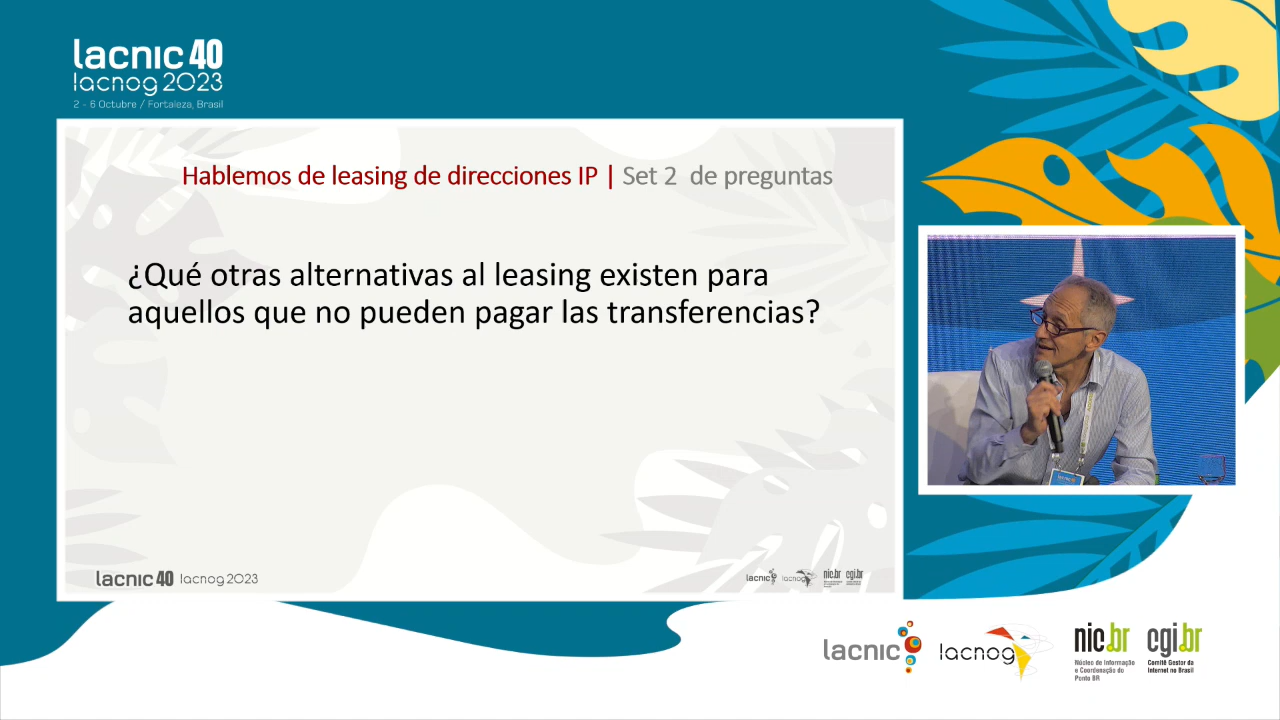 lacnic 40
lacnog 2023
2 - 6 Octubre / Fortaleza, Brasil
Hablemos de leasing de direcciones IP | Set 2 de preguntas
¿Qué otras alternativas al leasing existen para
aquellos que no pueden pagar las transferencias?
lacnic 40 lacnog 2023
lacnic lacnog nic.br cgi.br
lacnic lacnog nic.br cgi.br
Núcleo de Informação
e Coordenação do
Ponto BR
Comitê Gestor da
Internet no Brasil